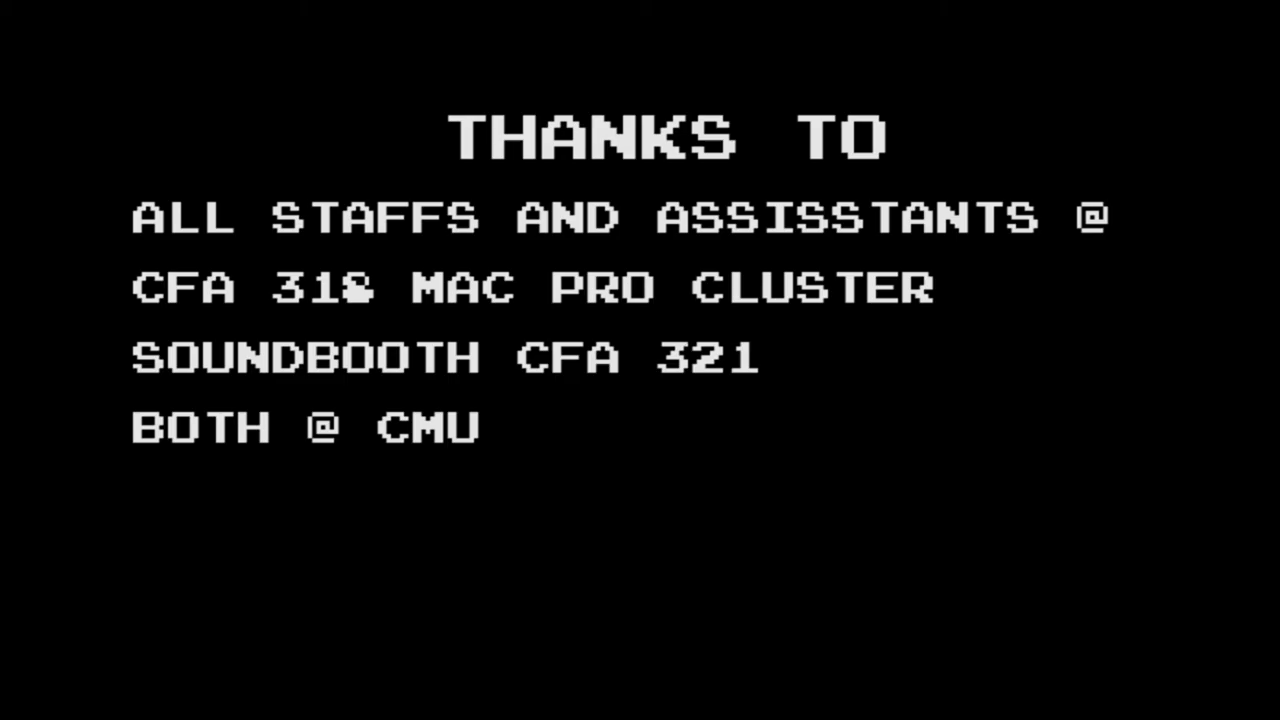 THANKS TO
ALL STAFFS AND ASSISSTANTS @
CFA 318 MAC PRO CLUSTER
SOUNDBOOTH CFA 321
BOTH @ CMU